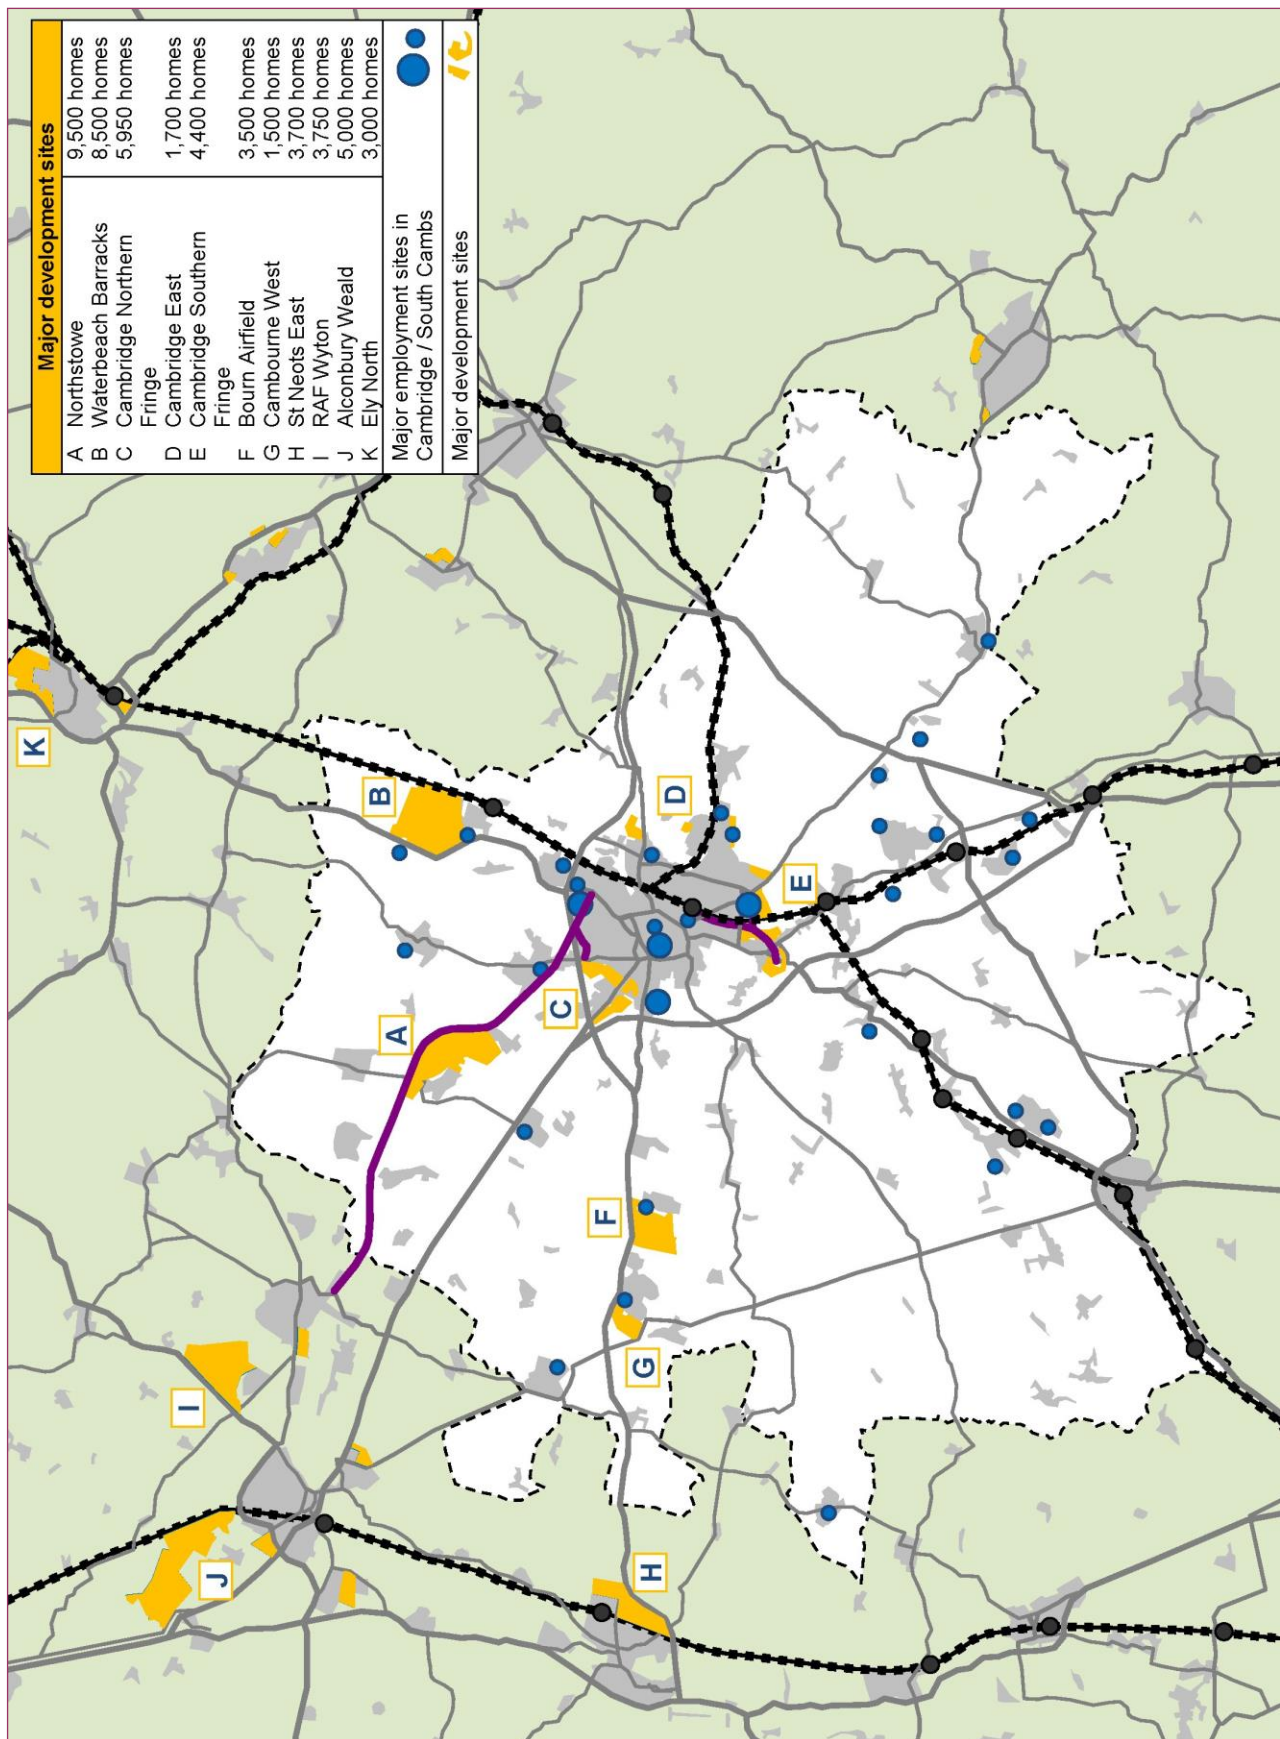 Major development sites
A Northstowe 9,500 homes
B Waterbeach Barracks 8,500 homes
C Cambridge Northern 5,950 homes
Fringe
D Cambridge East 1,700 homes
E Cambridge Southern 4,400 homes
Fringe
F Bourn Airfield 3,500 homes
G Cambourne West 1,500 homes
H St Neots East 3,700 homes
I RAF Wyton 3,750 homes
J Alconbury Weald 5,000 homes
K Ely North 3,000 homes
Major employment sites in
Cambridge / South Cambs
Major development sites
K
B
I
A
J
C
D
F
E
G
H